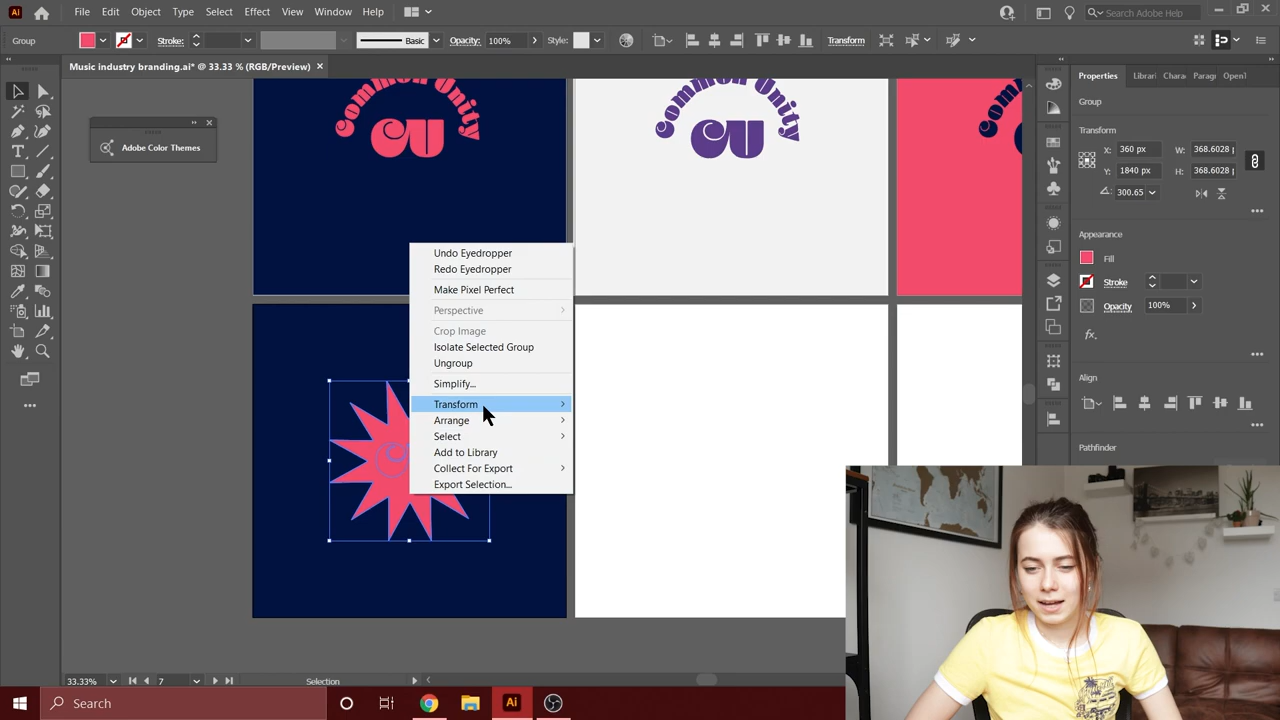 Ai File Edit Object Type Select Effect View Window Help Search Adobe Help
Group Stroke: Basic Opacity: 100% Style: Transform
Music industry branding.ai* @ 33.33 % (RGB/Preview)
Properties Librari Chara Paragr OpenT
Common Unity
CU
Common Unity
CU
Adobe Color Themes
Group
Transform
X: 360 px W: 368.6028
Y: 1840 px H: 368.6028
300.65
Appearance
Fill
Stroke
Opacity 100%
fx.
Align
Pathfinder
Undo Eyedropper
Redo Eyedropper
Make Pixel Perfect
Perspective
Crop Image
Isolate Selected Group
Ungroup
Simplify...
Transform
Arrange
Select
Add to Library
Collect For Export
Export Selection...
33.33% 7 Selection
Search Ai